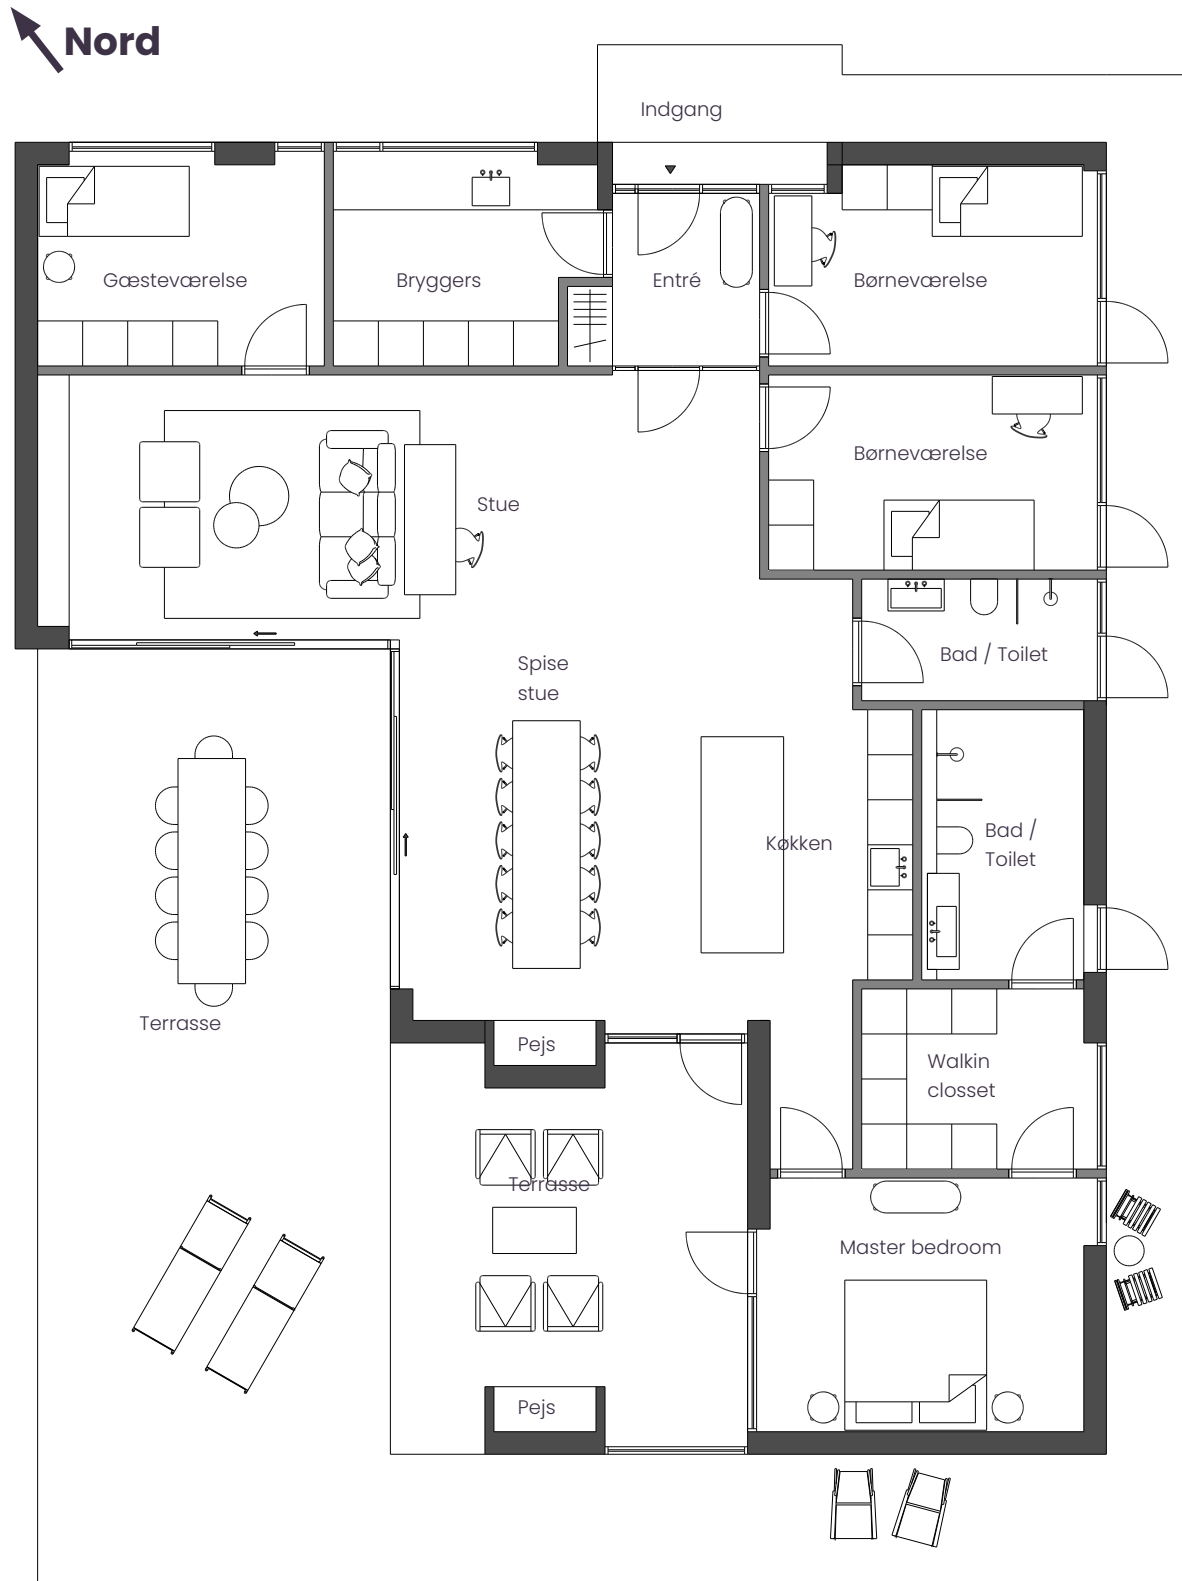 Nord
Indgang
Gæsteværelse
Bryggers
Entré
Børneværelse
Børneværelse
Stue
Spise
stue
Bad / Toilet
Køkken
Bad /
Toilet
Terrasse
Pejs
Walkin
closset
Terrasse
Master bedroom
Pejs